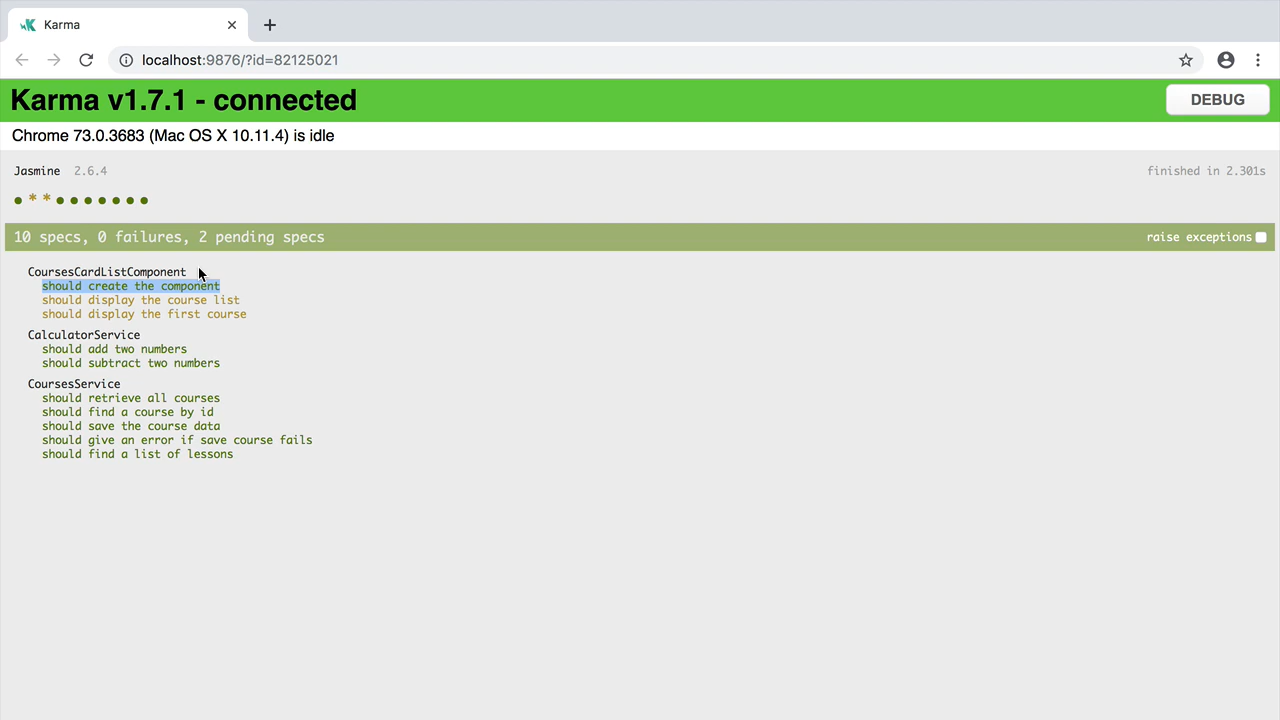 Karma
localhost:9876/?id=82125021
Karma v1.7.1 - connected
DEBUG
Chrome 73.0.3683 (Mac OS X 10.11.4) is idle
Jasmine 2.6.4
finished in 2.301s
10 specs, 0 failures, 2 pending specs
raise exceptions
CoursesCardListComponent
should create the component
should display the course list
should display the first course
CalculatorService
should add two numbers
should subtract two numbers
CoursesService
should retrieve all courses
should find a course by id
should save the course data
should give an error if save course fails
should find a list of lessons